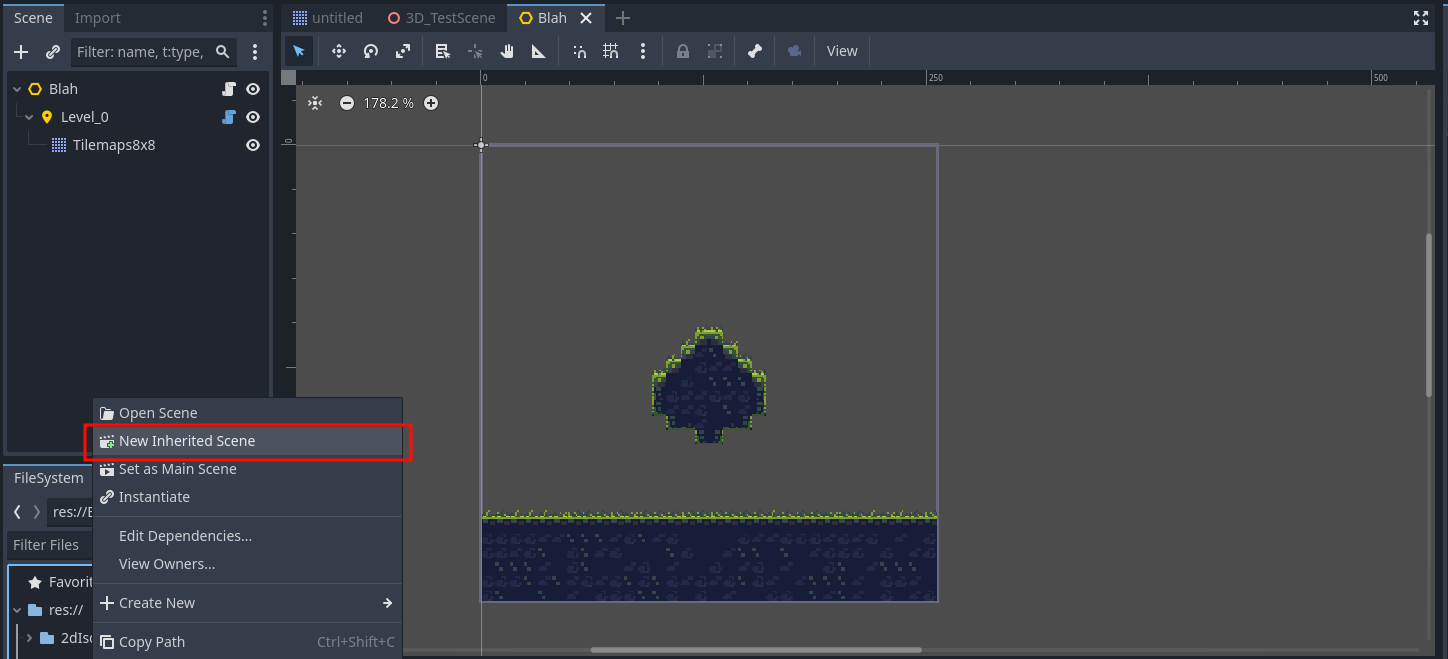 Scene Import
untitled 3D_TestScene Blah
Filter: name, t:type,
View
Blah
Level_0
Tilemaps8x8
0 250 500
178.2 %
0
Open Scene
New Inherited Scene
Set as Main Scene
Instantiate
Edit Dependencies...
View Owners...
Create New
Copy Path Ctrl+Shift+C
FileSystem
res://
Filter Files
res://